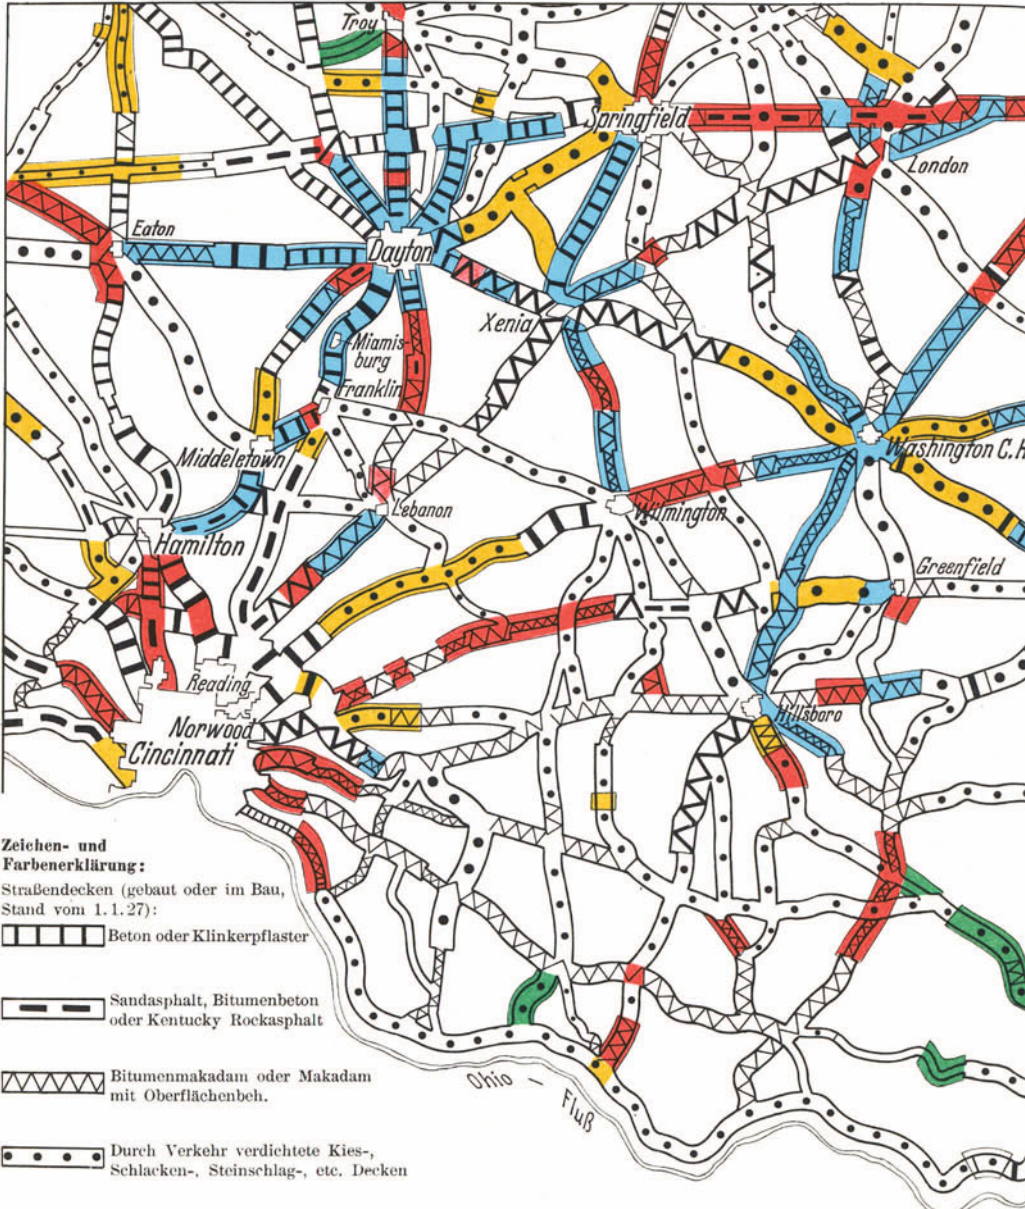 Troy
Springfield
London
Eaton
Dayton
Xenia
Miamis-
burg
Franklin
Middeletown
Washington C.H
Lebanon
Wilmington
Hamilton
Greenfield
Reading
Norwood
Hillsboro
Cincinnati
Zeichen- und
Farbenerklärung:
Straßendecken (gebaut oder im Bau,
Stand vom 1.1.27):
Beton oder Klinkerpflaster
Sandasphalt, Bitumenbeton
oder Kentucky Rockasphalt
Bitumenmakadam oder Makadam
mit Oberflächenbeh.
Durch Verkehr verdichtete Kies-,
Schlacken-, Steinschlag-, etc. Decken
Ohio –
Fluß